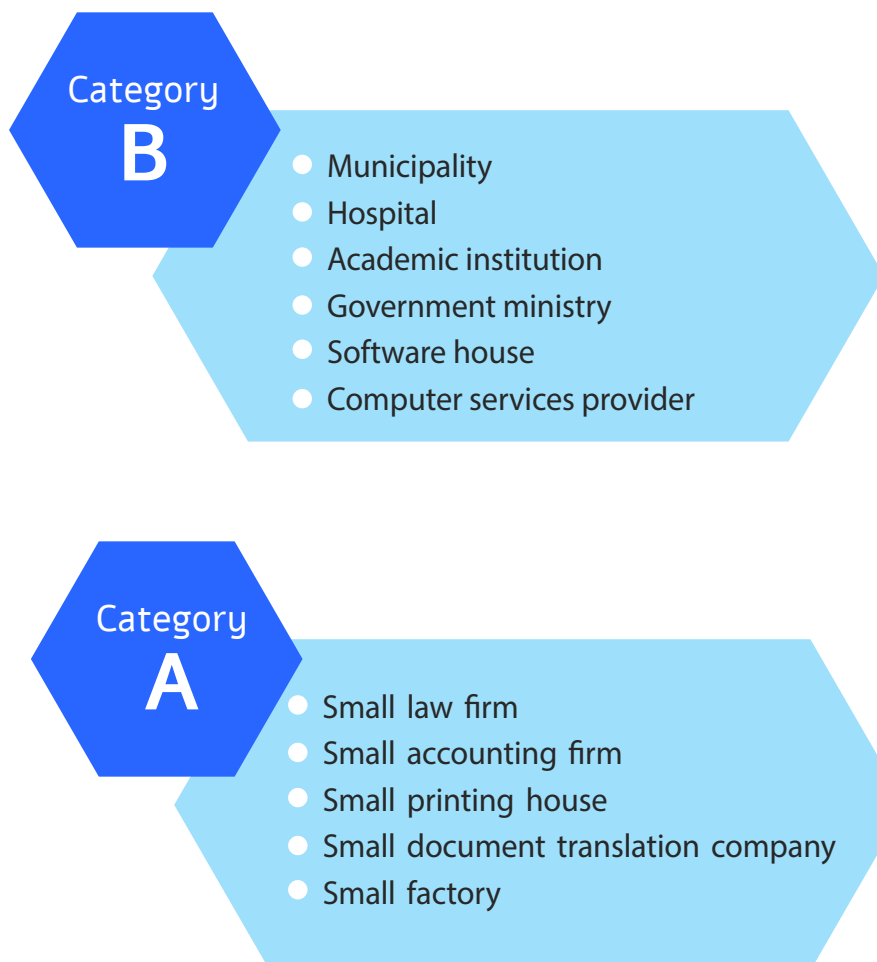 Category
B
Municipality
Hospital
Academic institution
Government ministry
Software house
Computer services provider
Category
A
Small law firm
Small accounting firm
Small printing house
Small document translation company
Small factory